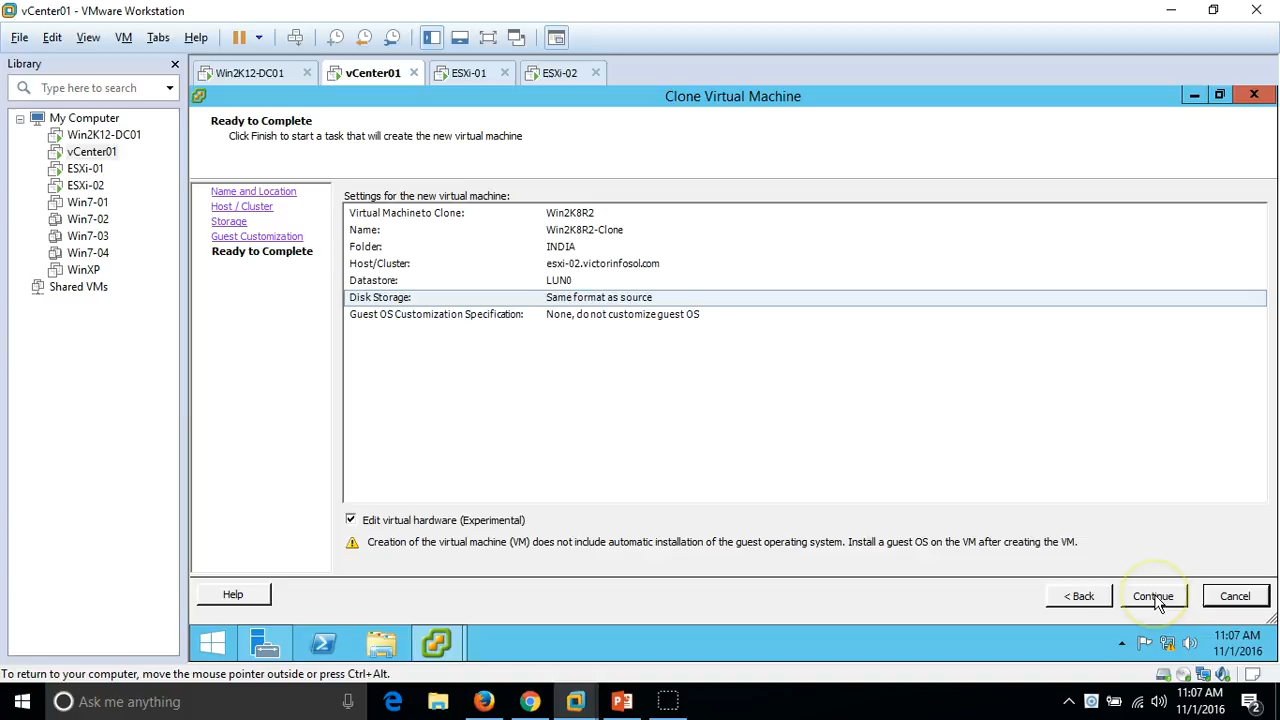 vCenter01 - VMware Workstation
File Edit View VM Tabs Help
Library
Type here to search
My Computer
Win2K12-DC01
vCenter01
ESXi-01
ESXi-02
Win7-01
Win7-02
Win7-03
Win7-04
WinXP
Shared VMs
Win2K12-DC01 vCenter01 ESXi-01 ESXi-02
Clone Virtual Machine
Ready to Complete
Click Finish to start a task that will create the new virtual machine
Name and Location
Host / Cluster
Storage
Guest Customization
Ready to Complete
Settings for the new virtual machine:
Virtual Machine to Clone: Win2K8R2
Name: Win2K8R2-Clone
Folder: INDIA
Host/Cluster: esxi-02.victorinfosol.com
Datastore: LUN0
Disk Storage: Same format as source
Guest OS Customization Specification: None, do not customize guest OS
Edit virtual hardware (Experimental)
Creation of the virtual machine (VM) does not include automatic installation of the guest operating system. Install a guest OS on the VM after creating the VM.
Help < Back Continue Cancel
11:07 AM
11/1/2016
To return to your computer, move the mouse pointer outside or press Ctrl+Alt.
Ask me anything
11:07 AM
11/1/2016
2